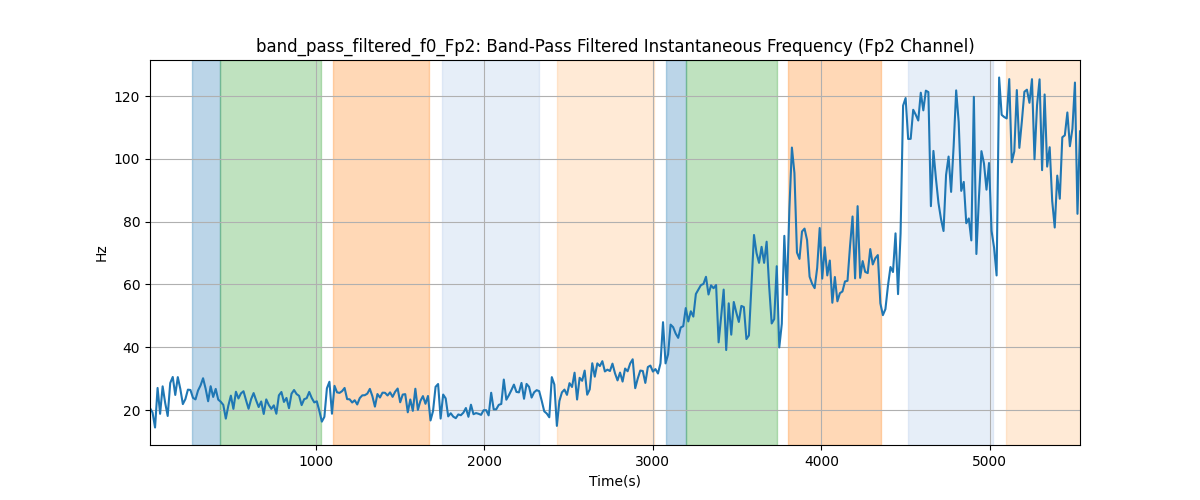 band_pass_filtered_f0_Fp2: Band-Pass Filtered Instantaneous Frequency (Fp2 Channel)
120
100
80
60
40
20
Hz
1000 2000 3000 4000 5000
Time(s)